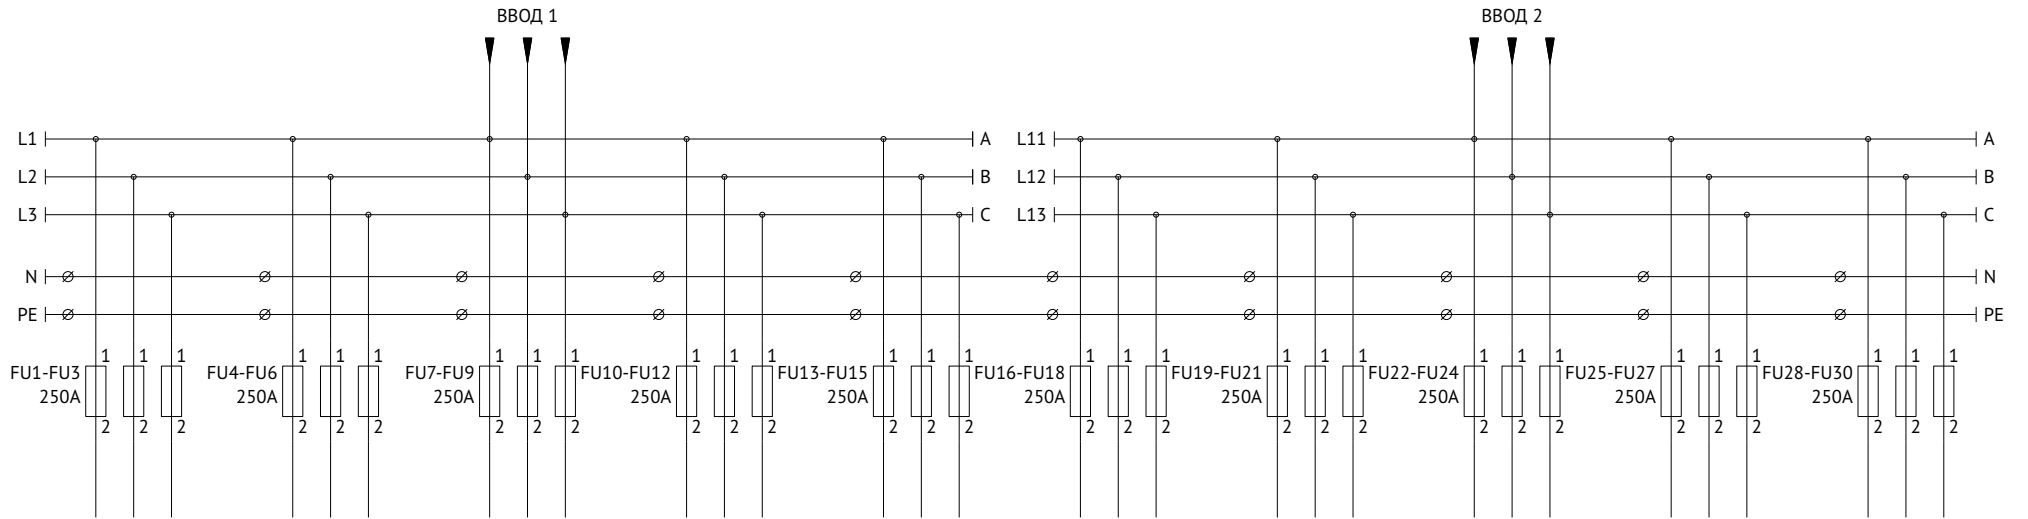 ВВОД 1 ВВОД 2
L1 A L11 A
L2 B L12 B
L3 C L13 C
N N
PE PE
1 1 1 1 1 1 1 1 1 1 1 1 1 1 1 1 1 1 1 1 1 1 1 1 1 1 1 1 1 1
FU1-FU3 FU4-FU6 FU7-FU9 FU10-FU12 FU13-FU15 FU16-FU18 FU19-FU21 FU22-FU24 FU25-FU27 FU28-FU30
250A 250A 250A 250A 250A 250A 250A 250A 250A 250A
2 2 2 2 2 2 2 2 2 2 2 2 2 2 2 2 2 2 2 2 2 2 2 2 2 2 2 2 2 2